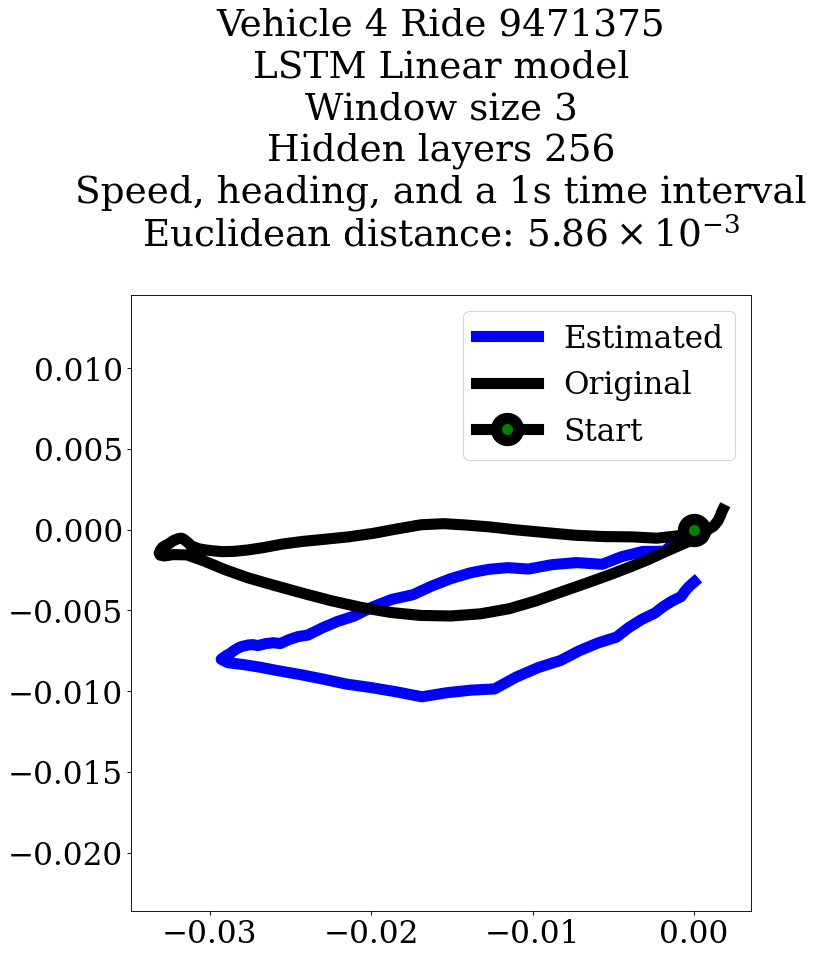 Vehicle 4 Ride 9471375
LSTM Linear model
Window size 3
Hidden layers 256
Speed, heading, and a 1s time interval
Euclidean distance: 5.86 × 10⁻³
Estimated
Original
Start
0.010
0.005
0.000
−0.005
−0.010
−0.015
−0.020
−0.03 −0.02 −0.01 0.00